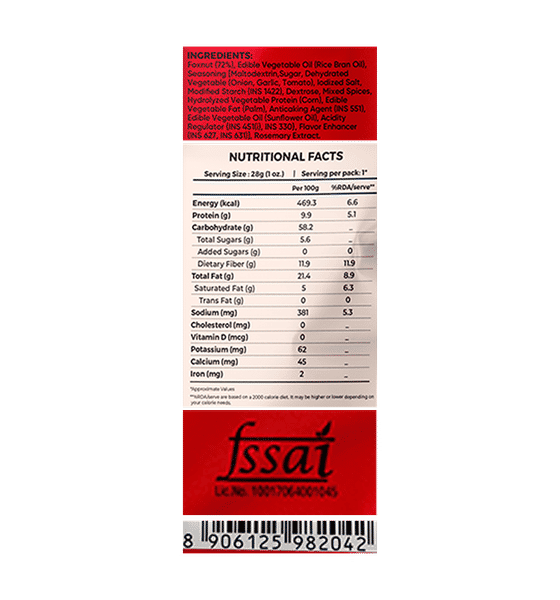 INGREDIENTS:
Foxnut (72%), Edible Vegetable Oil (Rice Bran Oil),
Seasoning [Maltodextrin,Sugar, Dehydrated
Vegetable (Onion, Garlic, Tomato), Iodized Salt,
Modified Starch (INS 1422), Dextrose, Mixed Spices,
Hydrolyzed Vegetable Protein (Corn), Edible
Vegetable Fat (Palm), Anticaking Agent (INS 551),
Edible Vegetable Oil (Sunflower Oil), Acidity
Regulator (INS 451(i), INS 330), Flavor Enhancer
(INS 627, INS 631)], Rosemary Extract.
NUTRITIONAL FACTS
Serving Size : 28g (1 oz.) | Serving per pack: 1*
Per 100g %RDA/serve**
Energy (kcal) 469.3 6.6
Protein (g) 9.9 5.1
Carbohydrate (g) 58.2 _
Total Sugars (g) 5.6 _
Added Sugars (g) 0 0
Dietary Fiber (g) 11.9 11.9
Total Fat (g) 21.4 8.9
Saturated Fat (g) 5 6.3
Trans Fat (g) 0 0
Sodium (mg) 381 5.3
Cholesterol (mg) 0 _
Vitamin D (mcg) 0 _
Potassium (mg) 62 _
Calcium (mg) 45 _
Iron (mg) 2 _
*Approximate Values
**%RDA/serve are based on a 2000 calorie diet. It may be higher or lower depending on
your calorie needs.
fssai
Lic. No. 10017064001045
8 906125 982042